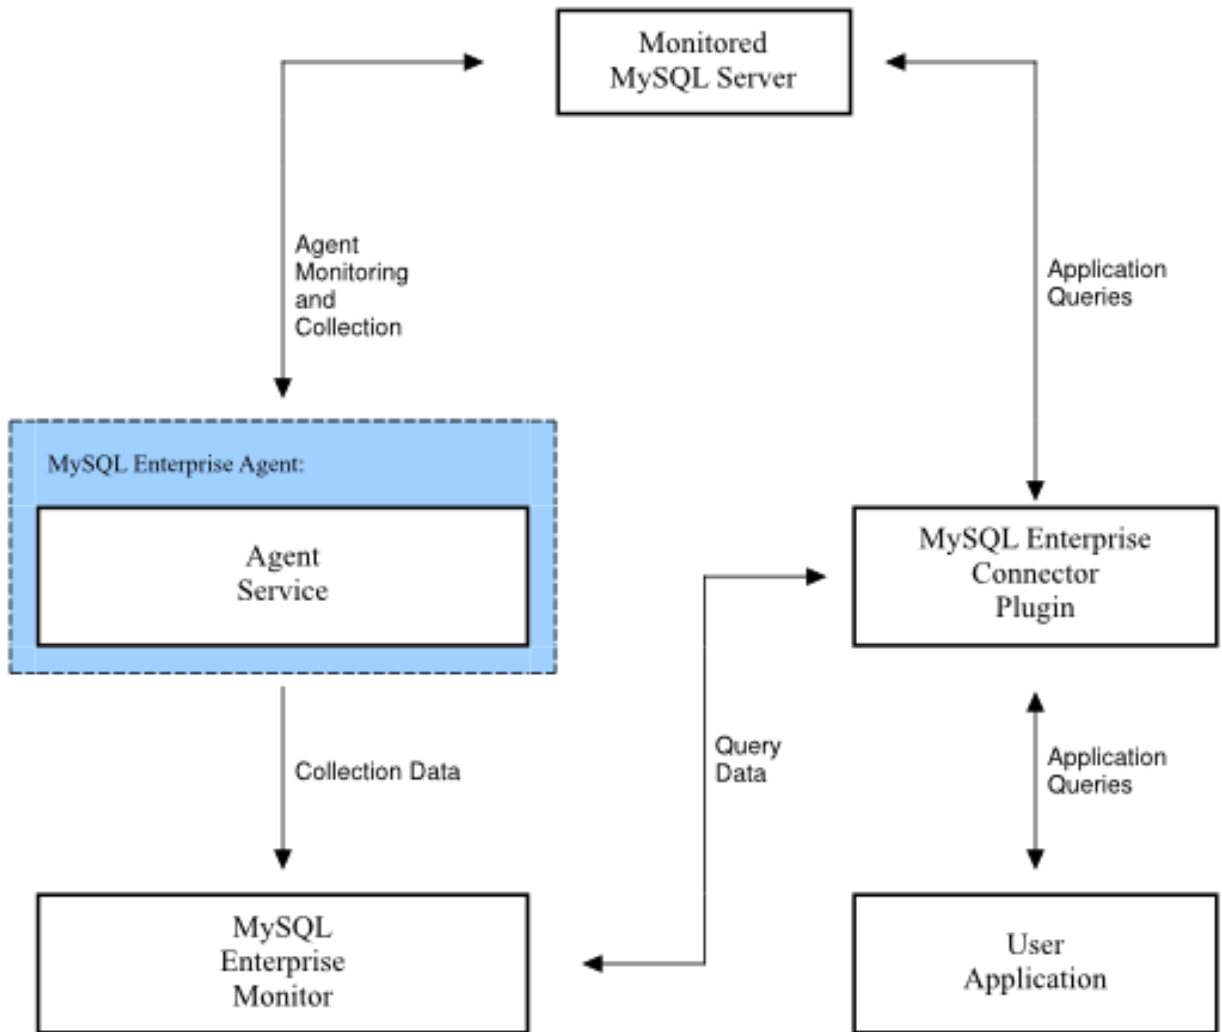 Monitored
MySQL Server
Agent
Monitoring
and
Collection
Application
Queries
MySQL Enterprise Agent:
Agent
Service
MySQL Enterprise
Connector
Plugin
Collection Data
Query
Data
Application
Queries
MySQL
Enterprise
Monitor
User
Application